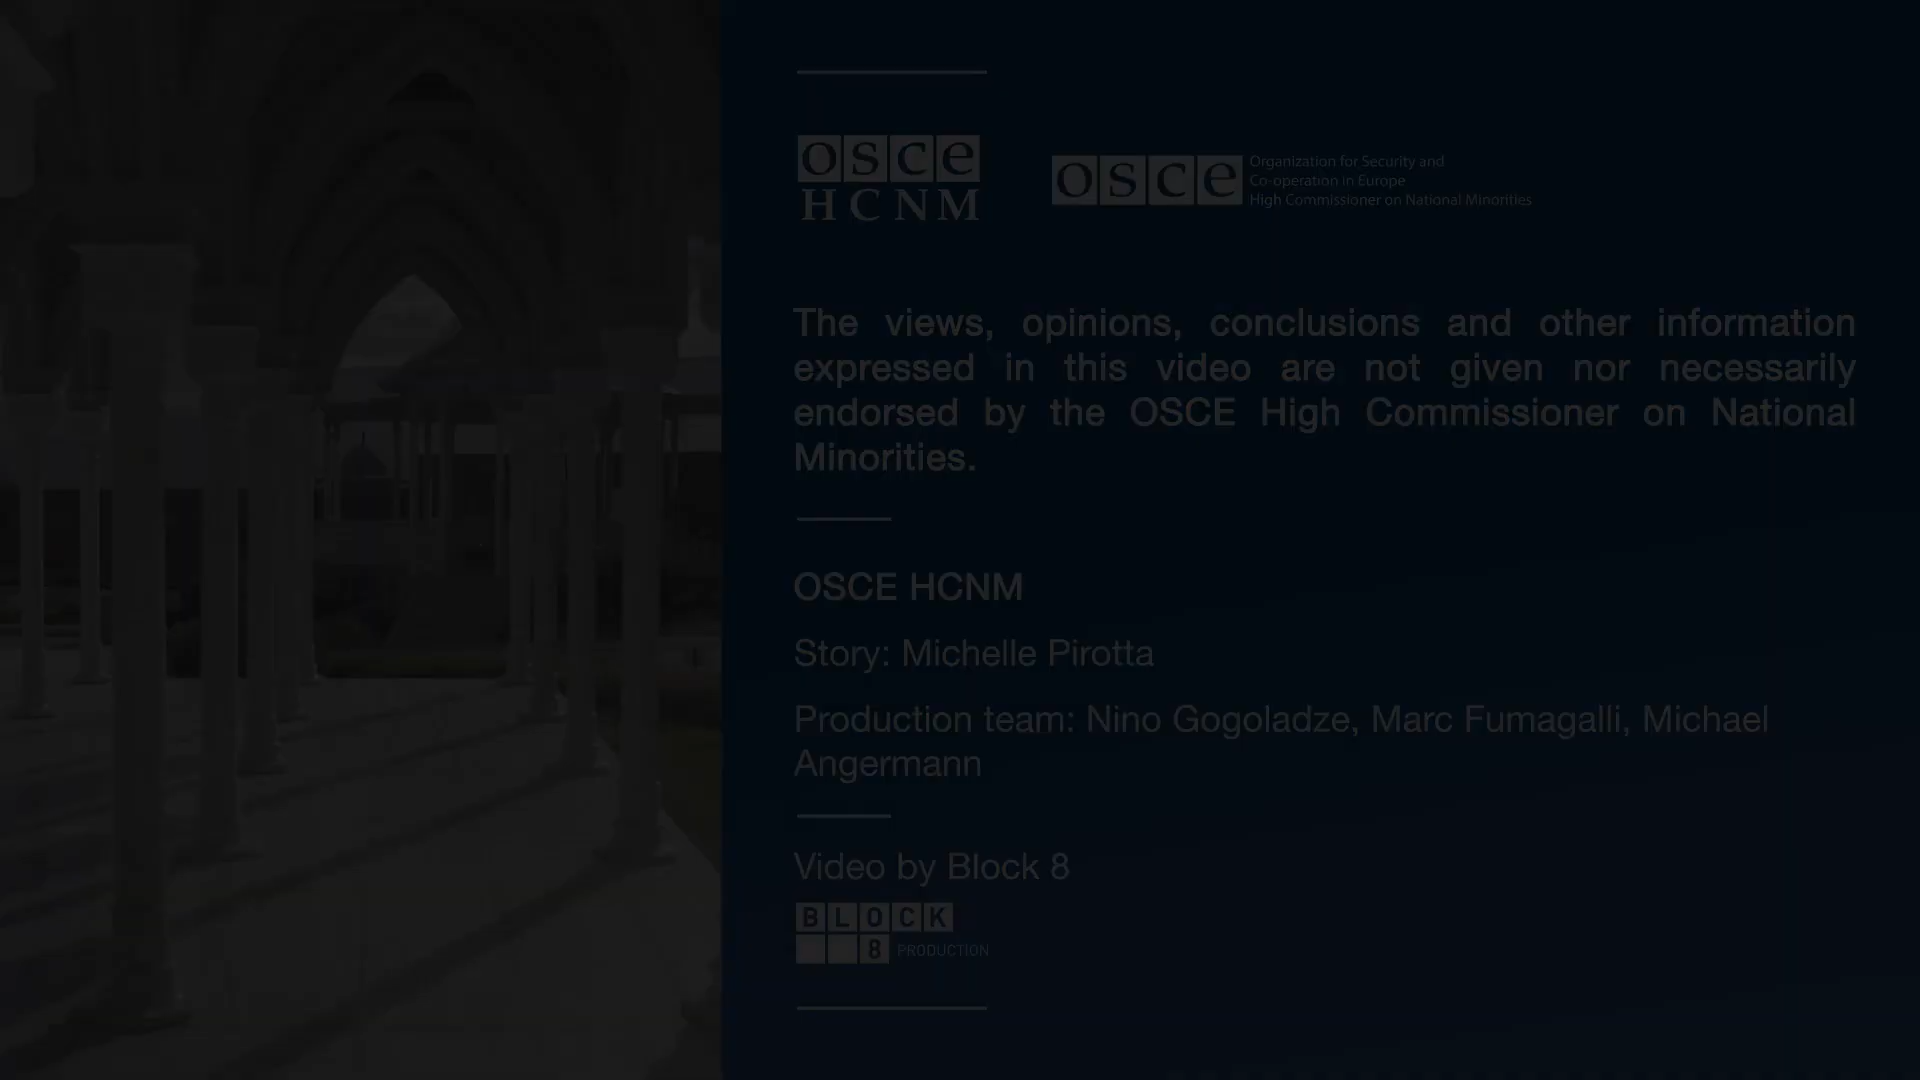 osce
HCNM
osce
Organization for Security and
Co-operation in Europe
High Commissioner on National Minorities
The views, opinions, conclusions and other information
expressed in this video are not given nor necessarily
endorsed by the OSCE High Commissioner on National
Minorities.
OSCE HCNM
Story: Michelle Pirotta
Production team: Nino Gogoladze, Marc Fumagalli, Michael
Angermann
Video by Block 8
BLOCK
8 PRODUCTION